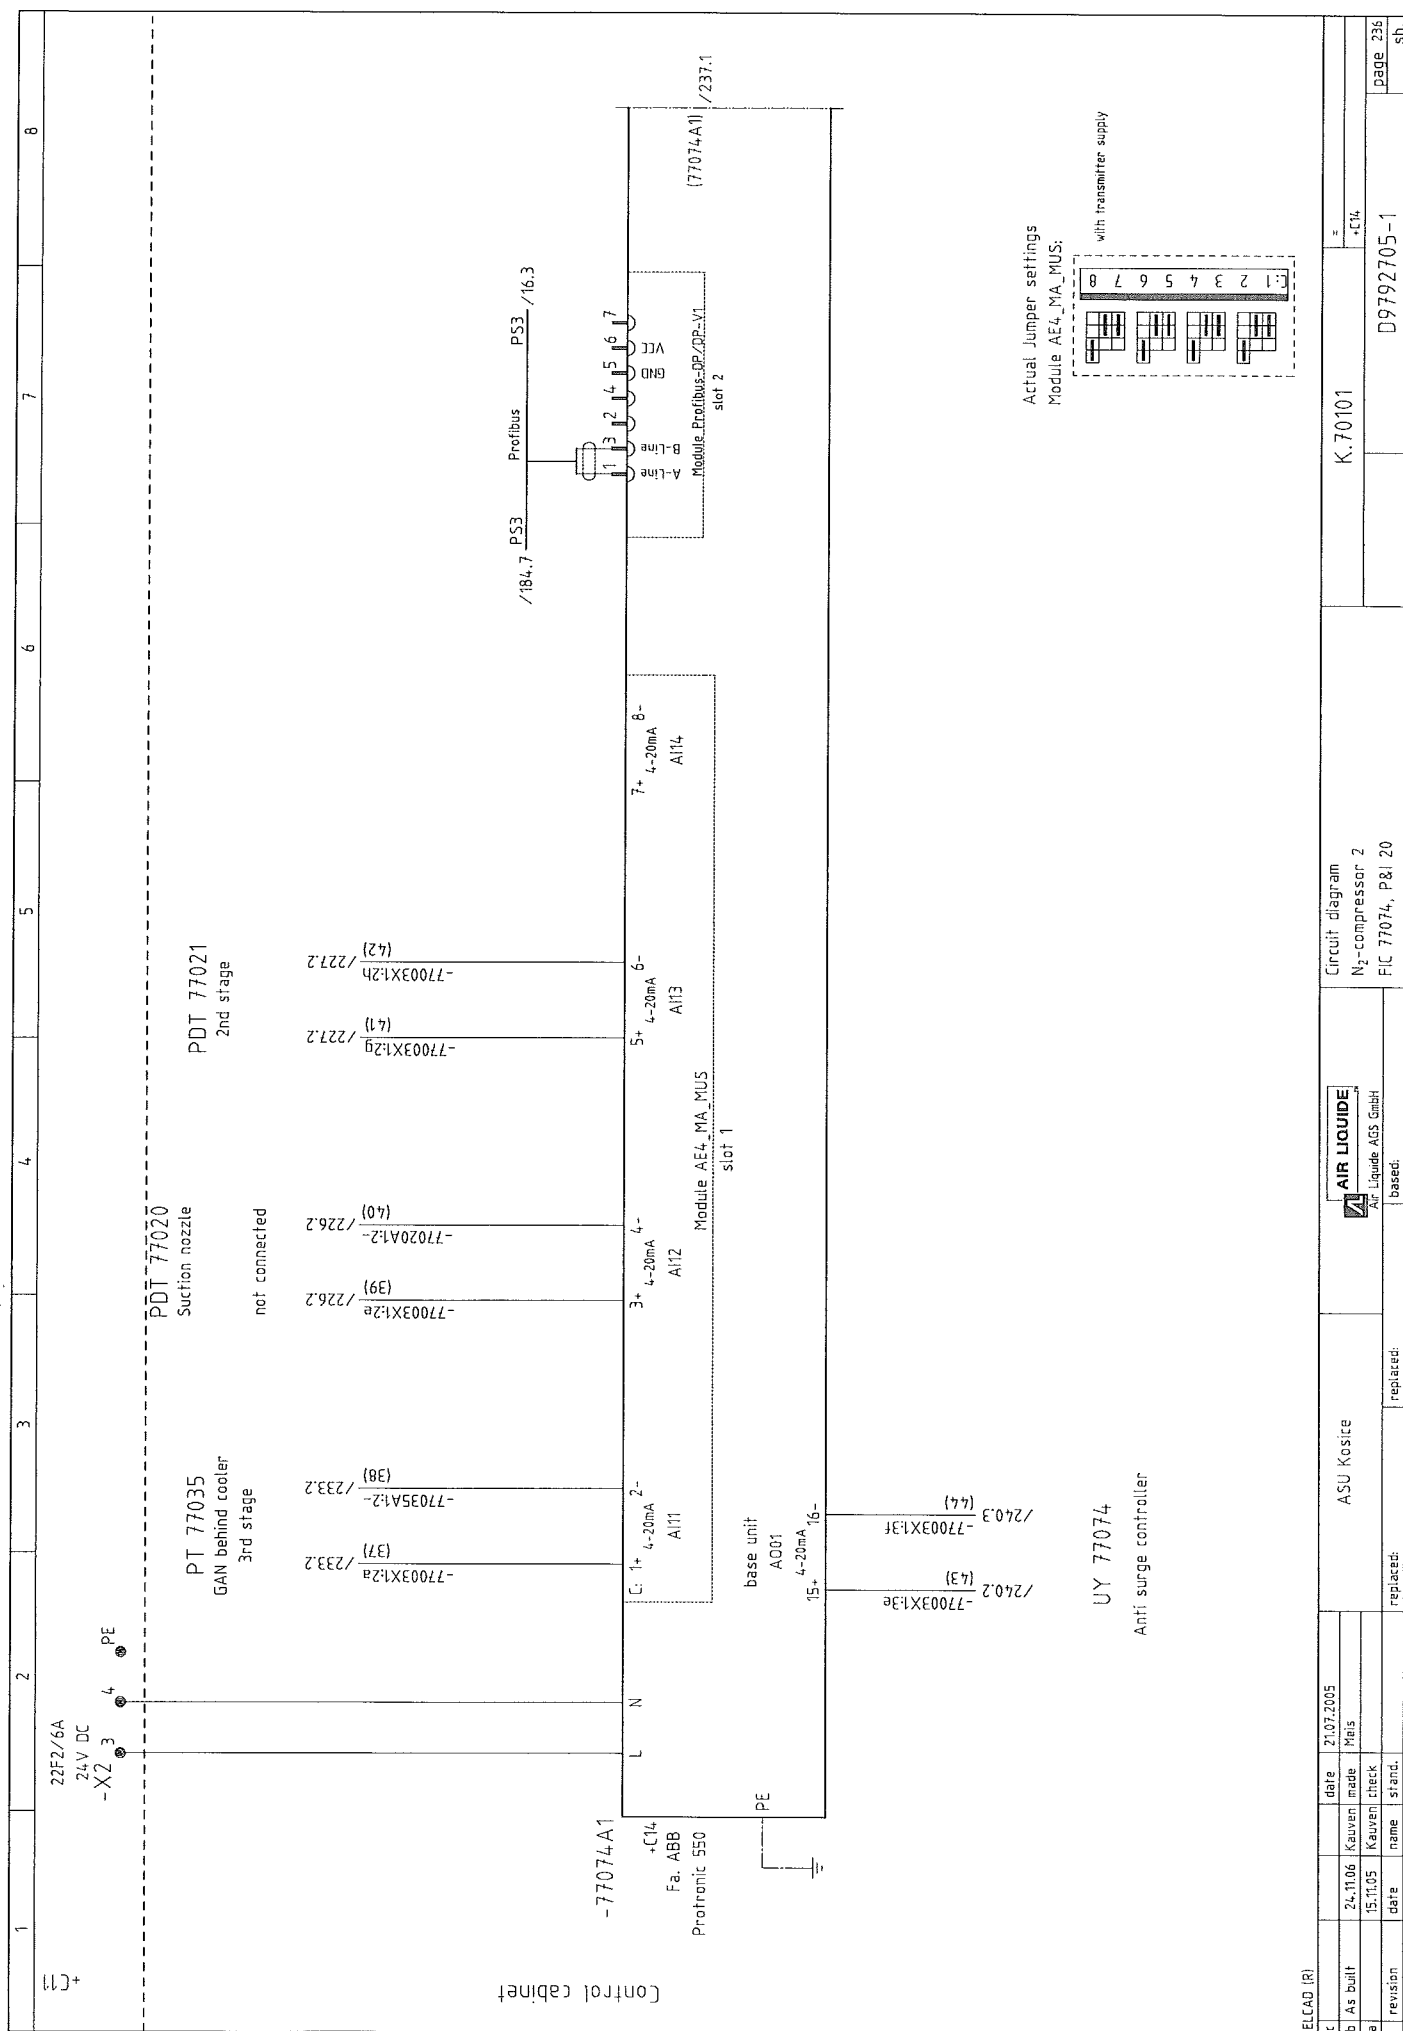 1 2 3 4 5 6 7 8
+C11
22F2/6A
24V DC
-X2 3 4 PE
Control cabinet
PT 77035
GAN behind cooler
3rd stage
/233.2 /233.2
-77003X1:2a (37)
-77035A1:2- (38)
PDT 77020
Suction nozzle
not connected
/226.2 /226.2
-77003X1:2e (39)
-77020A1:2- (40)
PDT 77021
2nd stage
/227.2 /227.2
-77003X1:2g (41)
-77003X1:2h (42)
/184.7 PS3 Profibus PS3 /16.3
-77074A1
+C14
Fa. ABB
Protronic 550
L N
C: 1+ 2-
4-20mA
AI11
3+ 4-
4-20mA
AI12
5+ 6-
4-20mA
AI13
7+ 8-
4-20mA
AI14
Module AE4_MA_MUS
slot 1
1 3 2 4 5 6 7
A-Line B-Line GND VCC
Module Profibus-DP/DP-V1
slot 2
(77074A1)
/237.1
PE
base unit
AO01
4-20mA
15+ 16-
-77003X1:3e (43)
-77003X1:3f (44)
/240.2 /240.3
UY 77074
Anti surge controller
Actual Jumper settings
Module AE4_MA_MUS:
with transmitter supply
C:1 2 3 4 5 6 7 8
ELCAD (R)
c
b As built 24.11.06 Kauven
a 15.11.05 Kauven
revision date name
date 21.07.2005
made Meis
check
stand.
ASU Kosice
replaced: replaced:
AIR LIQUIDE
Air Liquide AGS GmbH
based:
Circuit diagram
N₂-compressor 2
FIC 77074, P&I 20
K.70101
=
+C14
D9792705-1
page 236
sh.